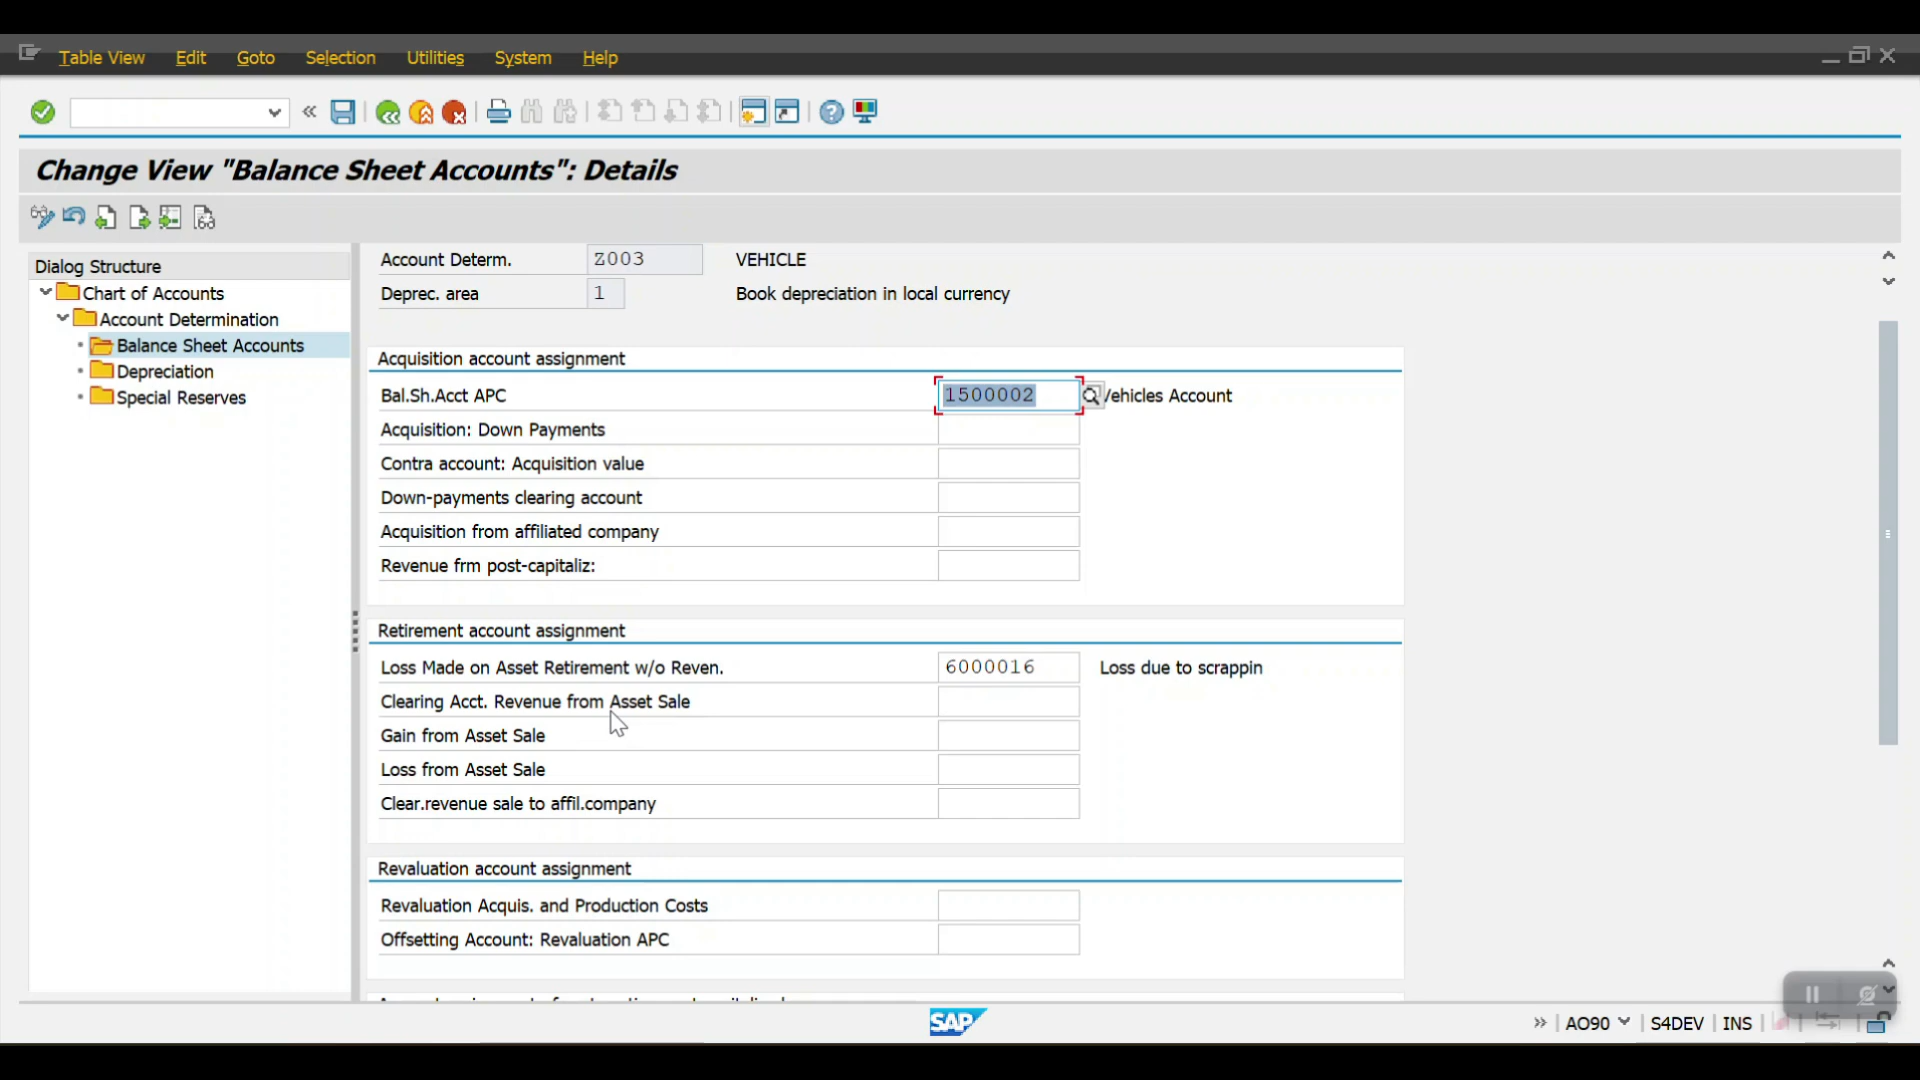 Table View Edit Goto Selection Utilities System Help
Change View "Balance Sheet Accounts": Details
Dialog Structure
Chart of Accounts
Account Determination
Balance Sheet Accounts
Depreciation
Special Reserves
Account Determ. Z003 VEHICLE
Deprec. area 1 Book depreciation in local currency
Acquisition account assignment
Bal.Sh.Acct APC 1500002 Vehicles Account
Acquisition: Down Payments
Contra account: Acquisition value
Down-payments clearing account
Acquisition from affiliated company
Revenue frm post-capitaliz:
Retirement account assignment
Loss Made on Asset Retirement w/o Reven. 6000016 Loss due to scrappin
Clearing Acct. Revenue from Asset Sale
Gain from Asset Sale
Loss from Asset Sale
Clear.revenue sale to affil.company
Revaluation account assignment
Revaluation Acquis. and Production Costs
Offsetting Account: Revaluation APC
SAP
AO90 S4DEV INS